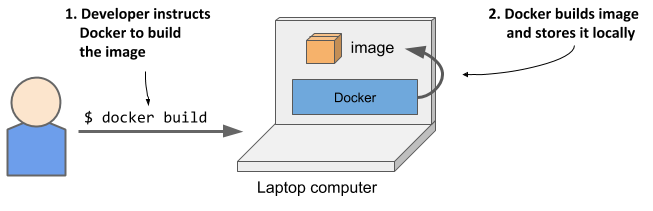 1. Developer instructs
Docker to build
the image
2. Docker builds image
and stores it locally
image
Docker
$ docker build
Laptop computer